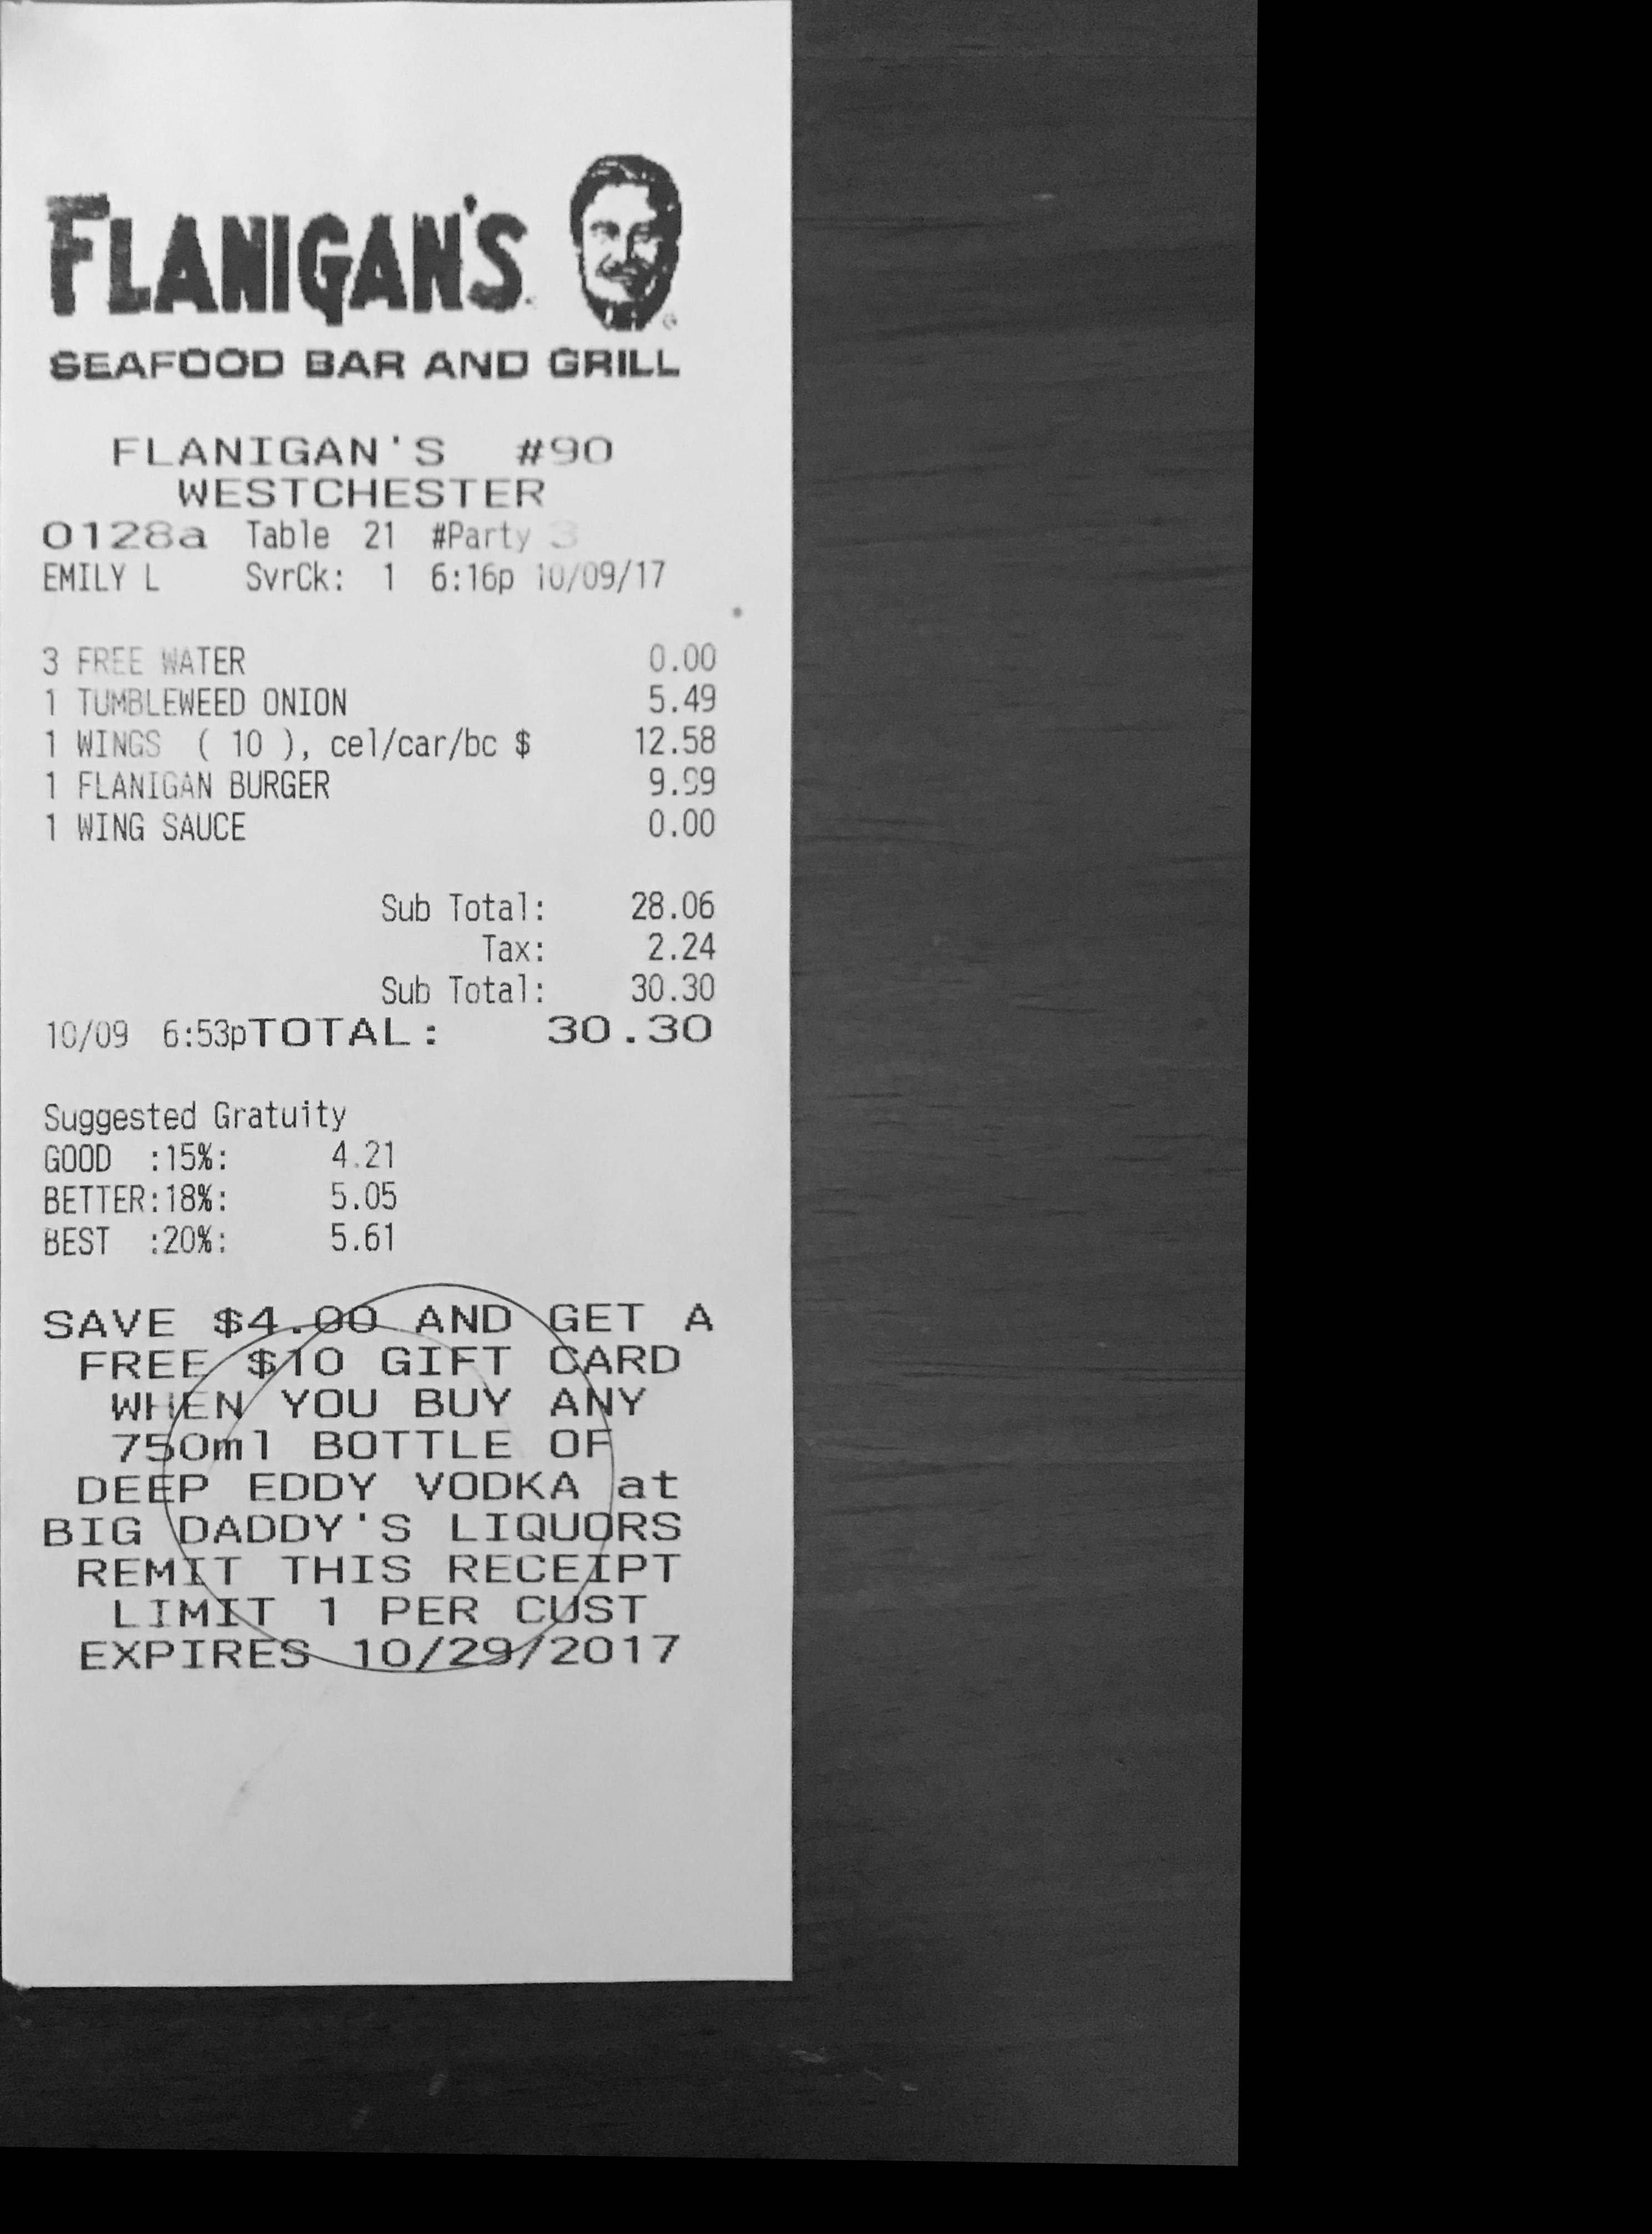 FLANIGAN'S
SEAFOOD BAR AND GRILL
FLANIGAN'S #90
WESTCHESTER
0128a Table 21 #Party 3
EMILY L SvrCk: 1 6:16p 10/09/17
3 FREE WATER 0.00
1 TUMBLEWEED ONION 5.49
1 WINGS ( 10 ), cel/car/bc $ 12.58
1 FLANIGAN BURGER 9.99
1 WING SAUCE 0.00
Sub Total: 28.06
Tax: 2.24
Sub Total: 30.30
10/09 6:53pTOTAL: 30.30
Suggested Gratuity
GOOD :15%: 4.21
BETTER:18%: 5.05
BEST :20%: 5.61
SAVE $4.00 AND GET A
FREE $10 GIFT CARD
WHEN YOU BUY ANY
750ml BOTTLE OF
DEEP EDDY VODKA at
BIG DADDY'S LIQUORS
REMIT THIS RECEIPT
LIMIT 1 PER CUST
EXPIRES 10/29/2017